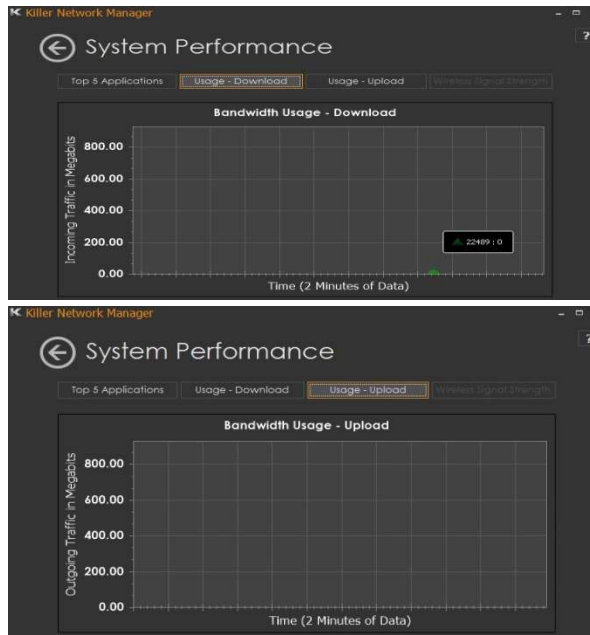 Killer Network Manager
?
System Performance
Top 5 Applications Usage - Download Usage - Upload Wireless Signal Strength
Bandwidth Usage - Download
Incoming Traffic in Megabits
800.00
600.00
400.00
200.00
0.00
22489 : 0
Time (2 Minutes of Data)
Killer Network Manager
?
System Performance
Top 5 Applications Usage - Download Usage - Upload Wireless Signal Strength
Bandwidth Usage - Upload
Outgoing Traffic in Megabits
800.00
600.00
400.00
200.00
0.00
Time (2 Minutes of Data)